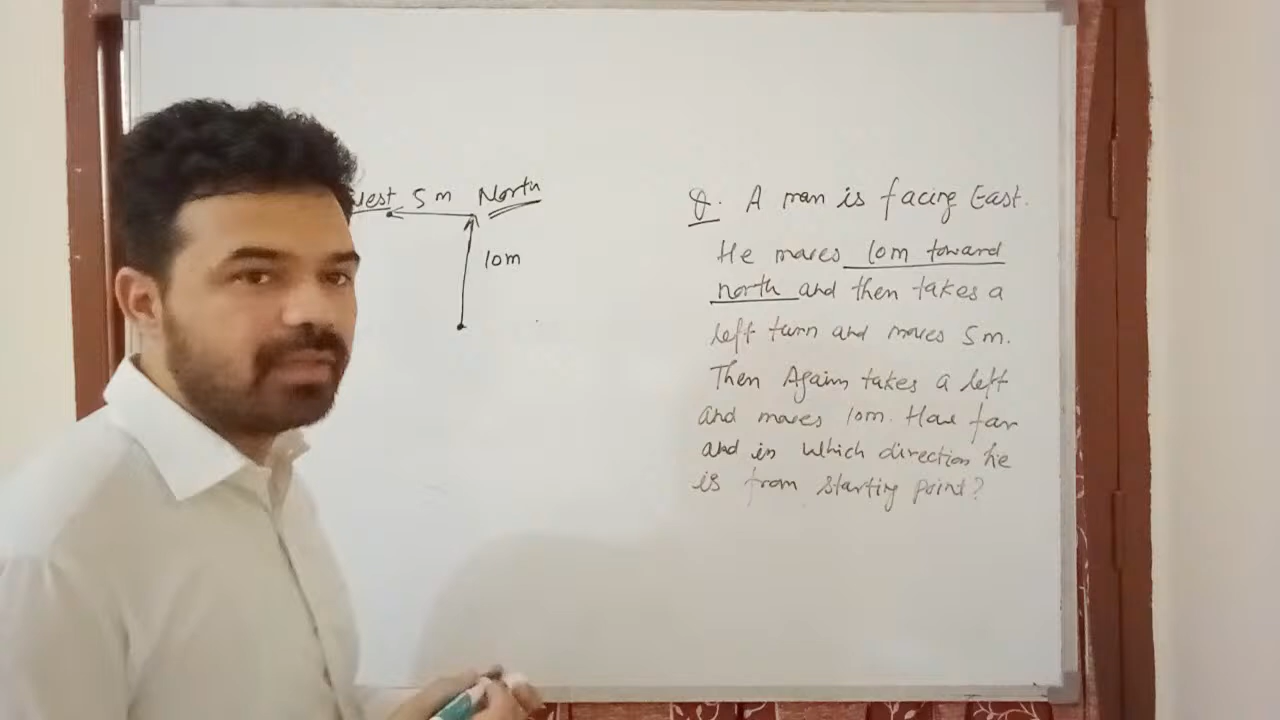 West 5 m North
10m
Q. A man is facing East.
He moves 10m toward
north and then takes a
left turn and moves 5 m.
Then Again takes a left
and moves 10m. How far
and in which direction he
is from starting point?